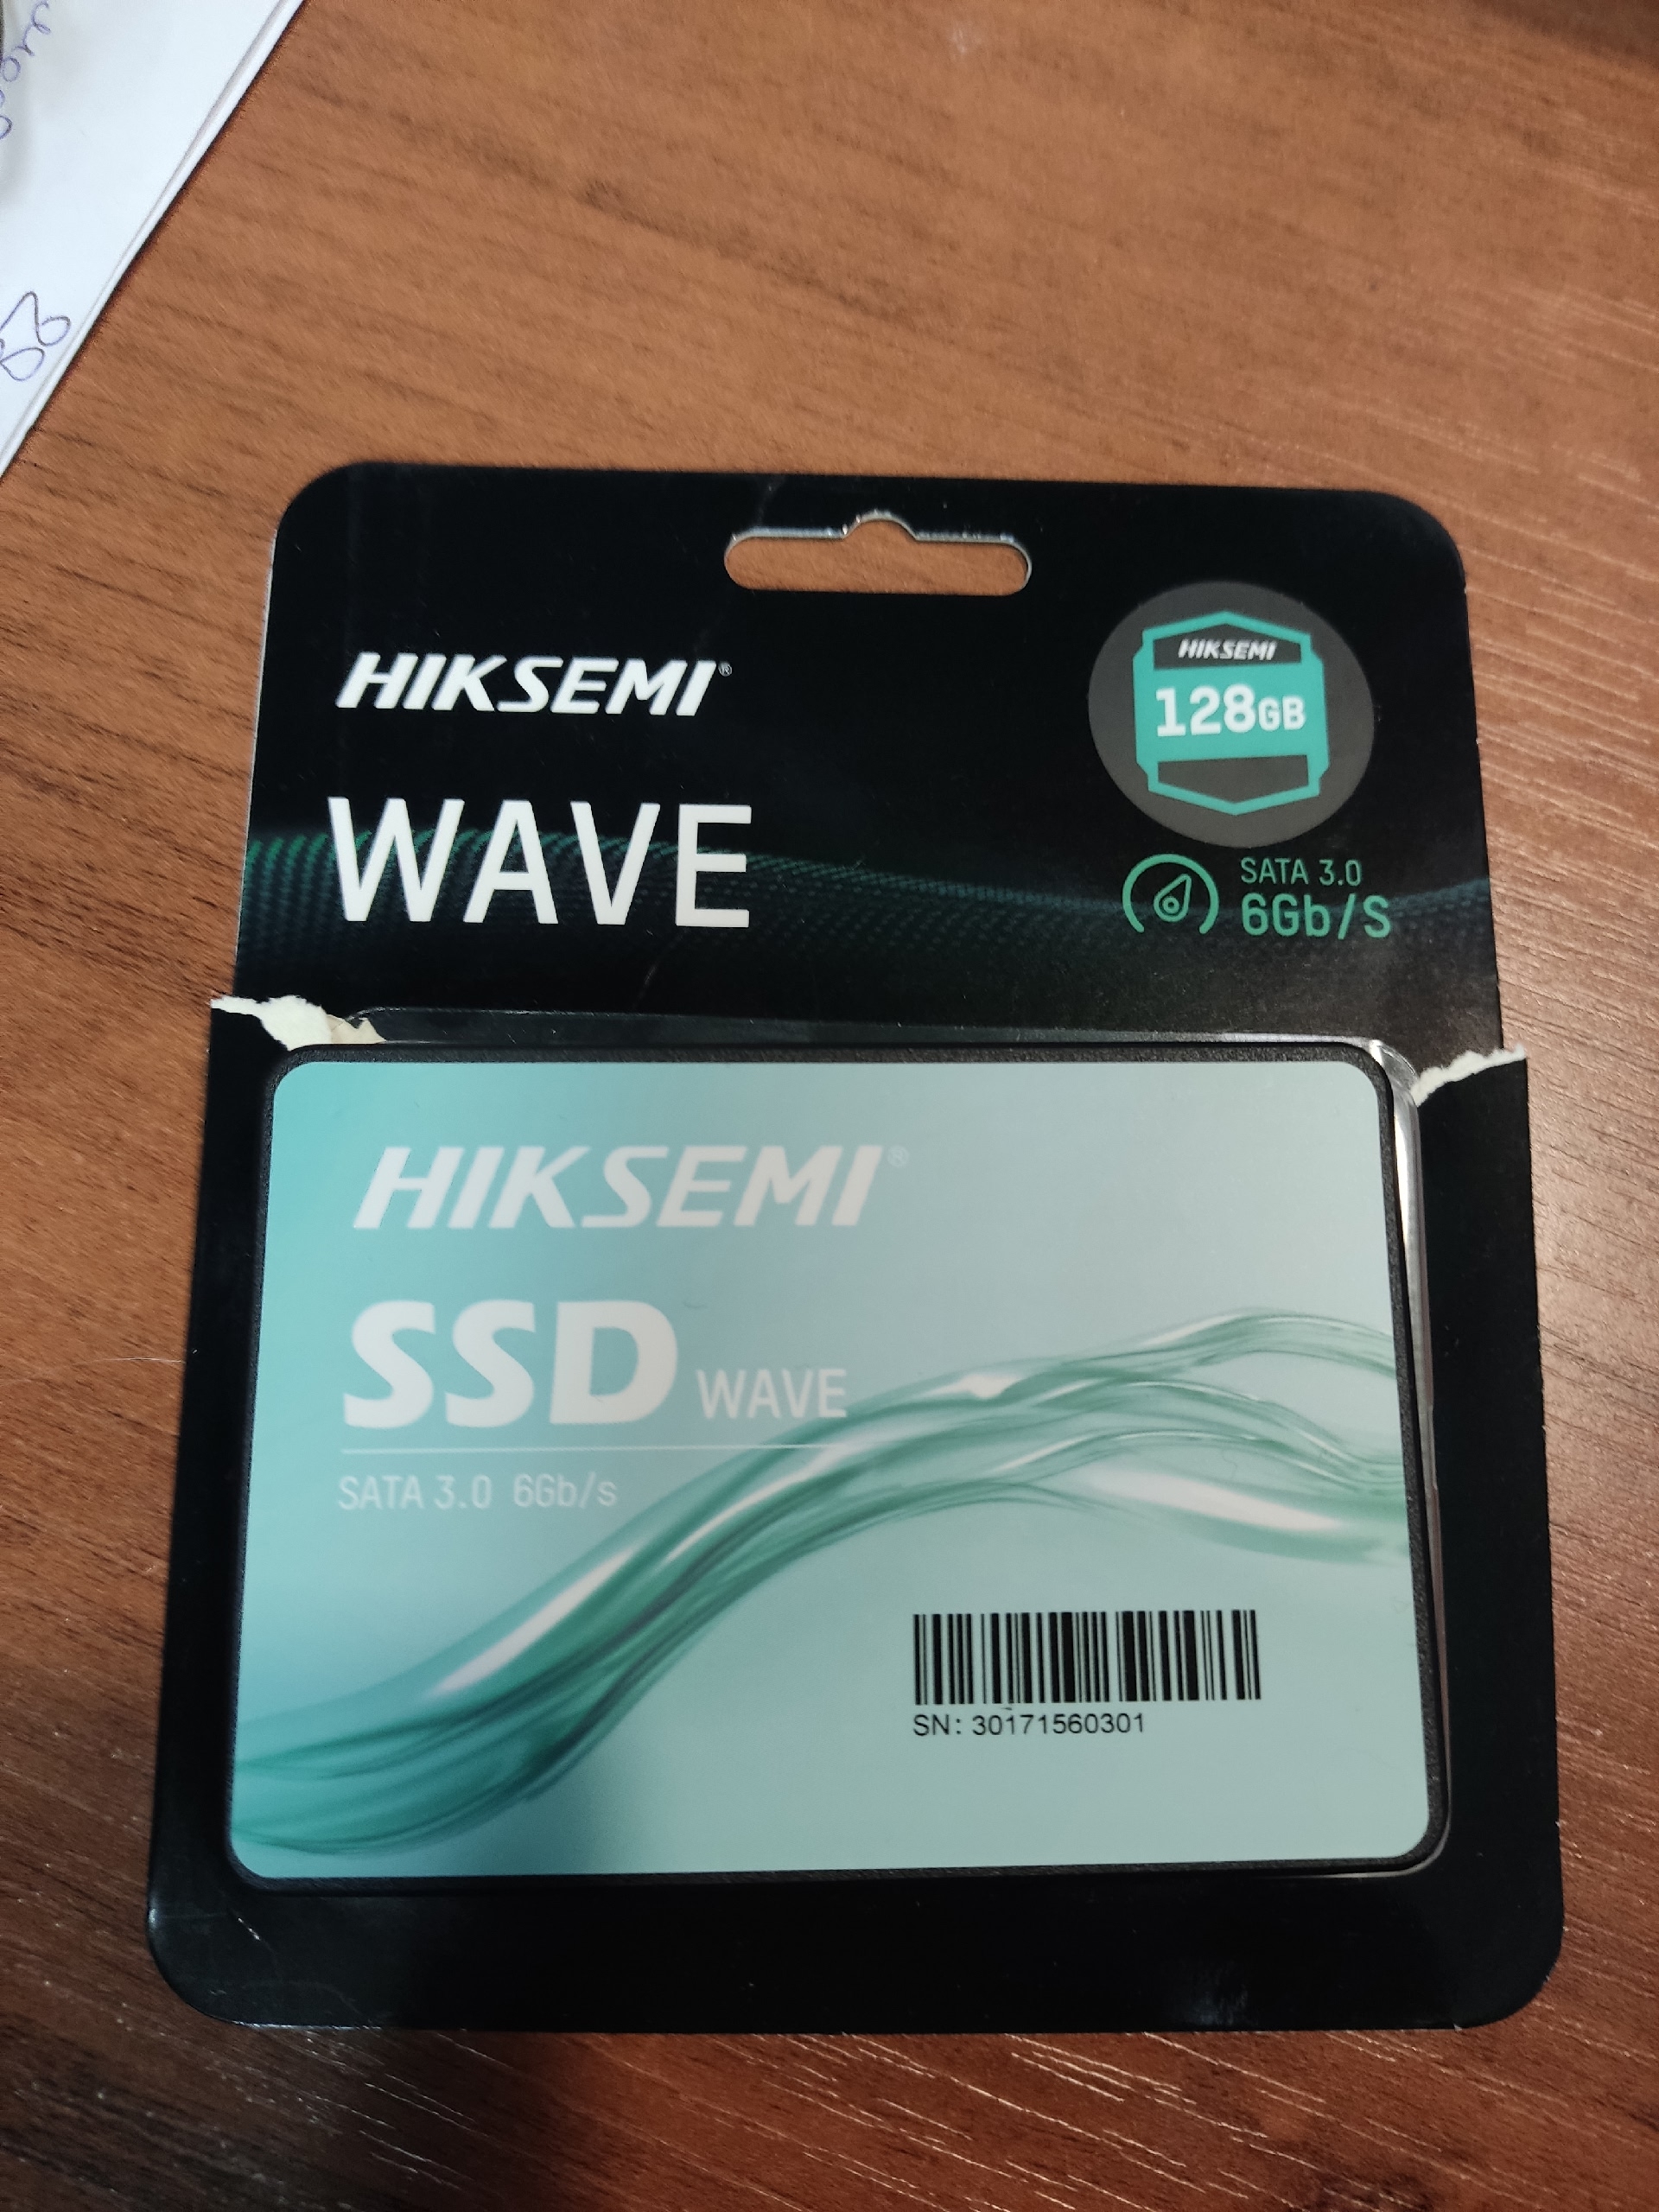 HIKSEMI®
WAVE
HIKSEMI
128GB
SATA 3.0
6Gb/S
HIKSEMI®
SSD WAVE
SATA 3.0 6Gb/s
SN: 30171560301